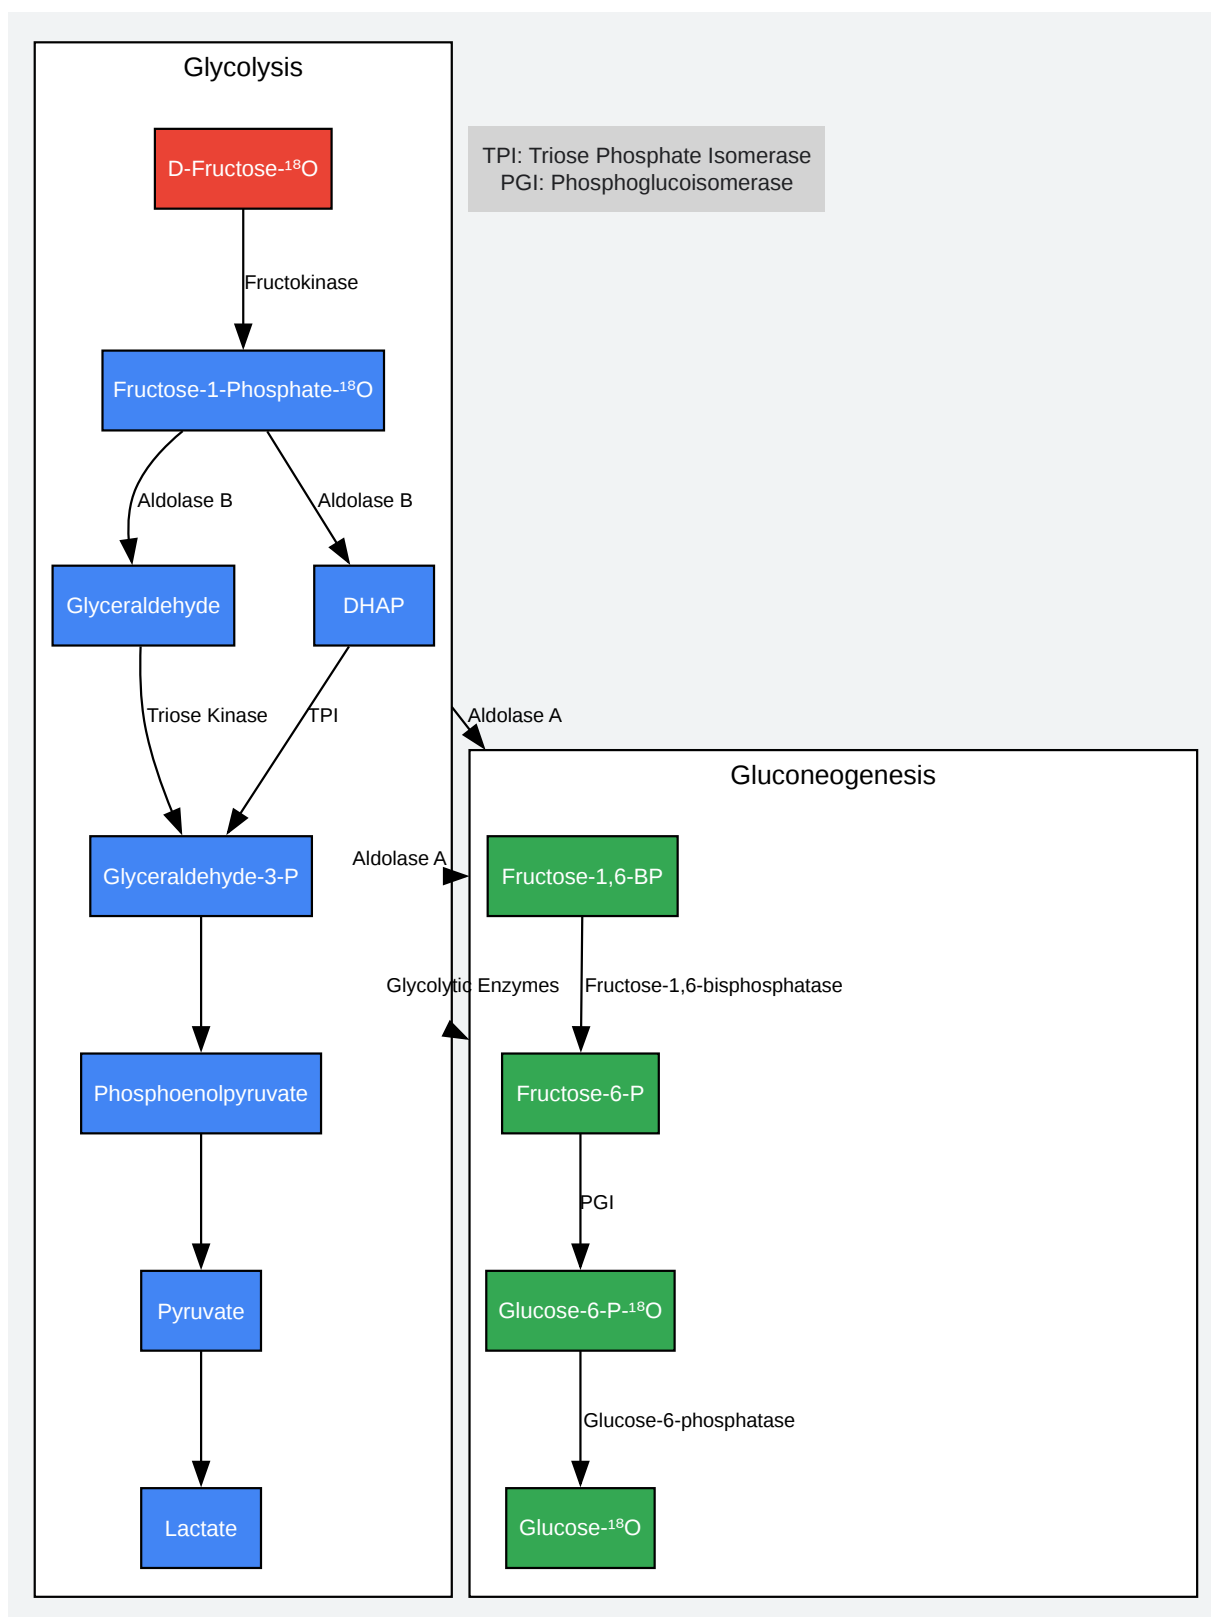 Glycolysis
D-Fructose-¹⁸O
TPI: Triose Phosphate Isomerase
PGI: Phosphoglucoisomerase
Fructokinase
Fructose-1-Phosphate-¹⁸O
Aldolase B
Aldolase B
Glyceraldehyde
DHAP
Triose Kinase
TPI
Aldolase A
Gluconeogenesis
Aldolase A
Glyceraldehyde-3-P
Fructose-1,6-BP
Glycolytic Enzymes
Fructose-1,6-bisphosphatase
Phosphoenolpyruvate
Fructose-6-P
PGI
Pyruvate
Glucose-6-P-¹⁸O
Glucose-6-phosphatase
Lactate
Glucose-¹⁸O